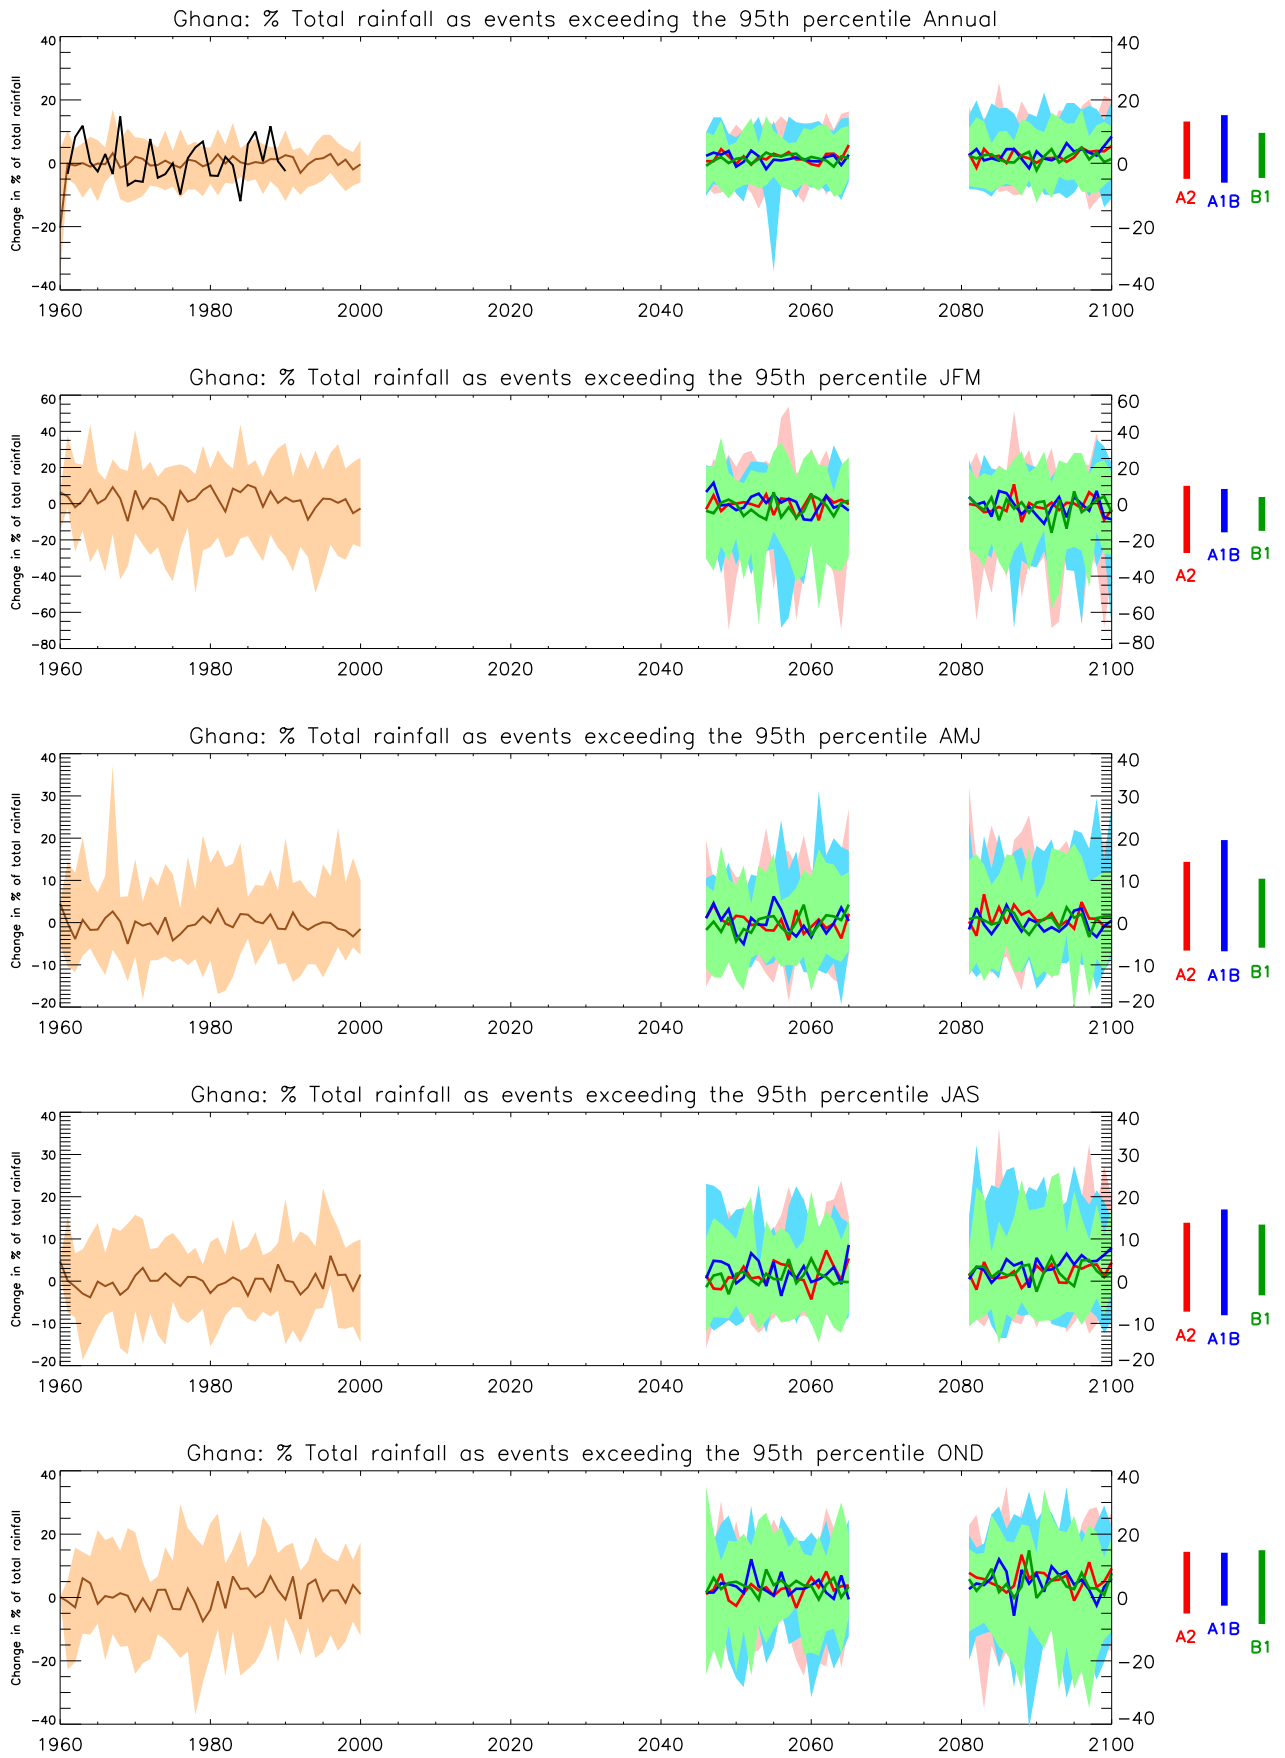 Ghana: % Total rainfall as events exceeding the 95th percentile Annual
Change in % of total rainfall
40 20 0 −20 −40
40 20 0 −20 −40
1960 1980 2000 2020 2040 2060 2080 2100
A2 A1B B1
Ghana: % Total rainfall as events exceeding the 95th percentile JFM
Change in % of total rainfall
60 40 20 0 −20 −40 −60 −80
60 40 20 0 −20 −40 −60 −80
1960 1980 2000 2020 2040 2060 2080 2100
A2 A1B B1
Ghana: % Total rainfall as events exceeding the 95th percentile AMJ
Change in % of total rainfall
40 30 20 10 0 −10 −20
40 30 20 10 0 −10 −20
1960 1980 2000 2020 2040 2060 2080 2100
A2 A1B B1
Ghana: % Total rainfall as events exceeding the 95th percentile JAS
Change in % of total rainfall
40 30 20 10 0 −10 −20
40 30 20 10 0 −10 −20
1960 1980 2000 2020 2040 2060 2080 2100
A2 A1B B1
Ghana: % Total rainfall as events exceeding the 95th percentile OND
Change in % of total rainfall
40 20 0 −20 −40
40 20 0 −20 −40
1960 1980 2000 2020 2040 2060 2080 2100
A2 A1B B1